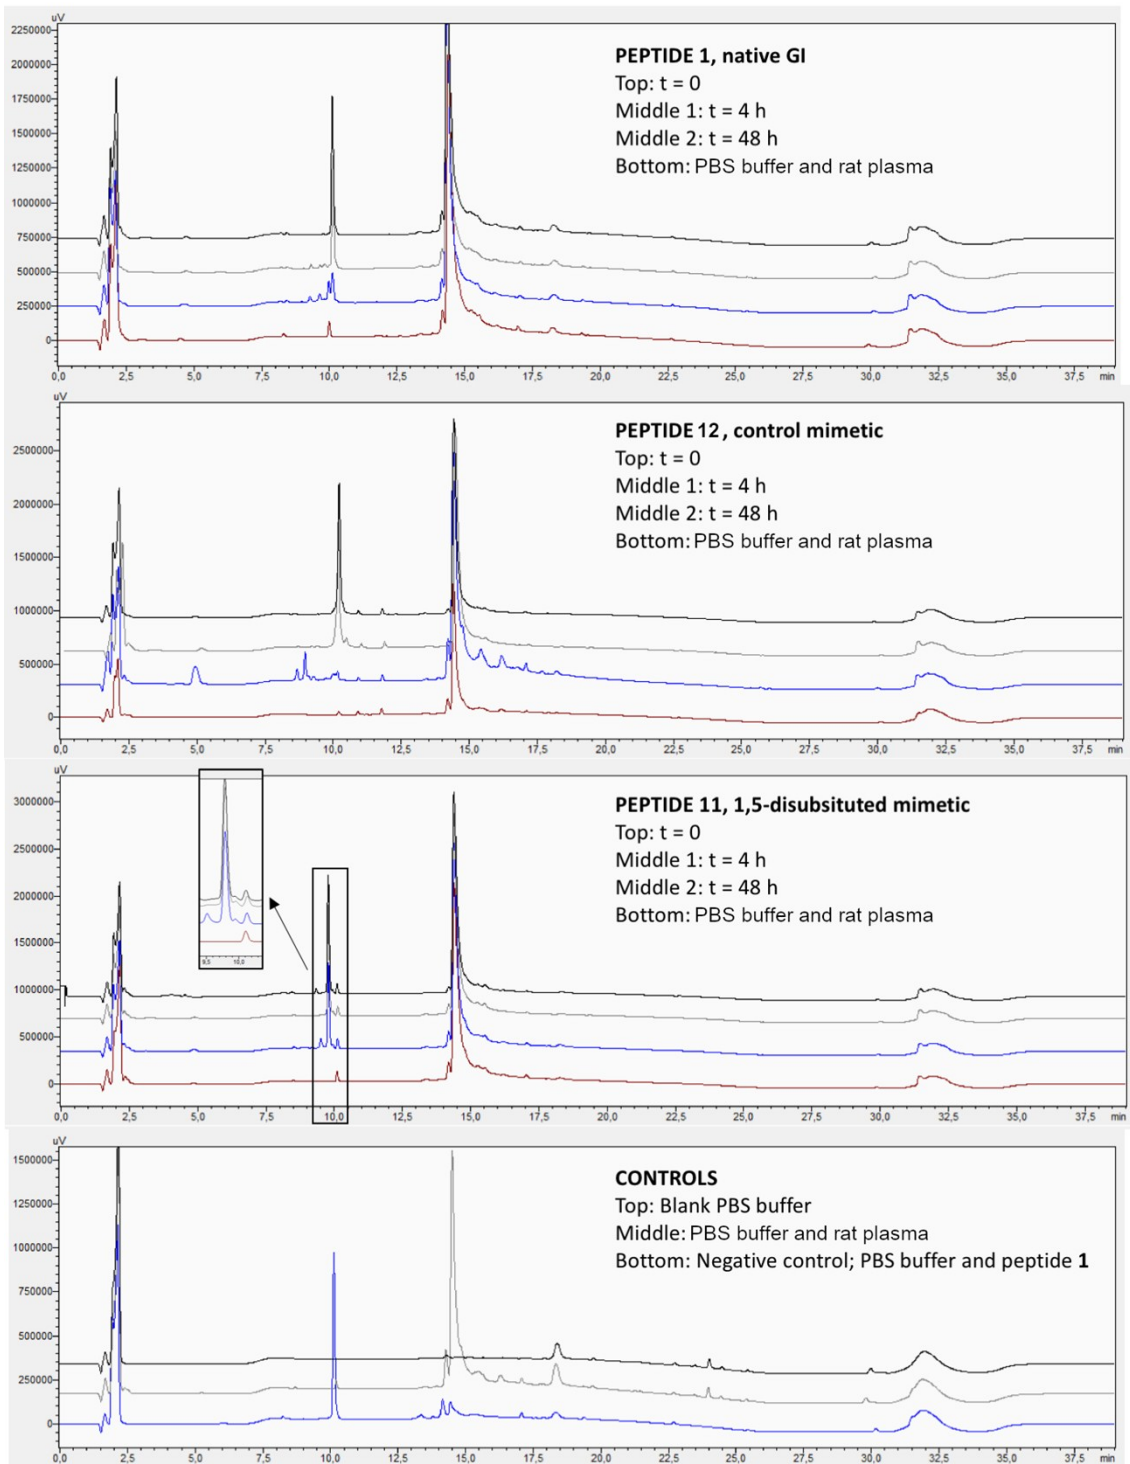 uV
2250000
2000000
1750000
1500000
1250000
1000000
750000
500000
250000
0
PEPTIDE 1, native GI
Top: t = 0
Middle 1: t = 4 h
Middle 2: t = 48 h
Bottom: PBS buffer and rat plasma
0,0 2,5 5,0 7,5 10,0 12,5 15,0 17,5 20,0 22,5 25,0 27,5 30,0 32,5 35,0 37,5 min
uV
2500000
2000000
1500000
1000000
500000
0
PEPTIDE 12, control mimetic
Top: t = 0
Middle 1: t = 4 h
Middle 2: t = 48 h
Bottom: PBS buffer and rat plasma
0,0 2,5 5,0 7,5 10,0 12,5 15,0 17,5 20,0 22,5 25,0 27,5 30,0 32,5 35,0 37,5 min
uV
3000000
2500000
2000000
1500000
1000000
500000
0
9,5 10,0
PEPTIDE 11, 1,5-disubsituted mimetic
Top: t = 0
Middle 1: t = 4 h
Middle 2: t = 48 h
Bottom: PBS buffer and rat plasma
0,0 2,5 5,0 7,5 10,0 12,5 15,0 17,5 20,0 22,5 25,0 27,5 30,0 32,5 35,0 37,5 min
uV
1500000
1250000
1000000
750000
500000
250000
0
CONTROLS
Top: Blank PBS buffer
Middle: PBS buffer and rat plasma
Bottom: Negative control; PBS buffer and peptide 1
0,0 2,5 5,0 7,5 10,0 12,5 15,0 17,5 20,0 22,5 25,0 27,5 30,0 32,5 35,0 37,5 min